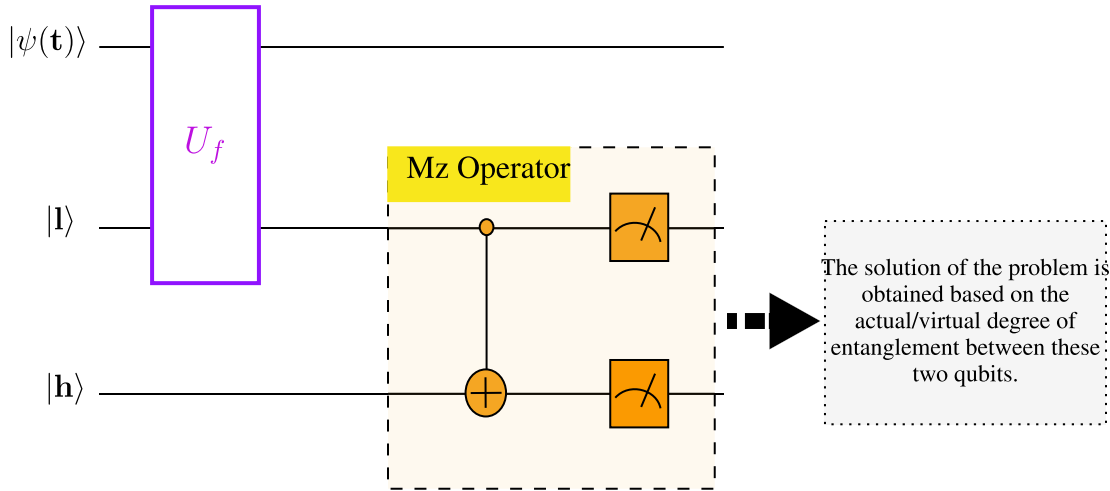 |ψ(t)⟩
U_f
Mz Operator
|l⟩
|h⟩
The solution of the problem is
obtained based on the
actual/virtual degree of
entanglement between these
two qubits.